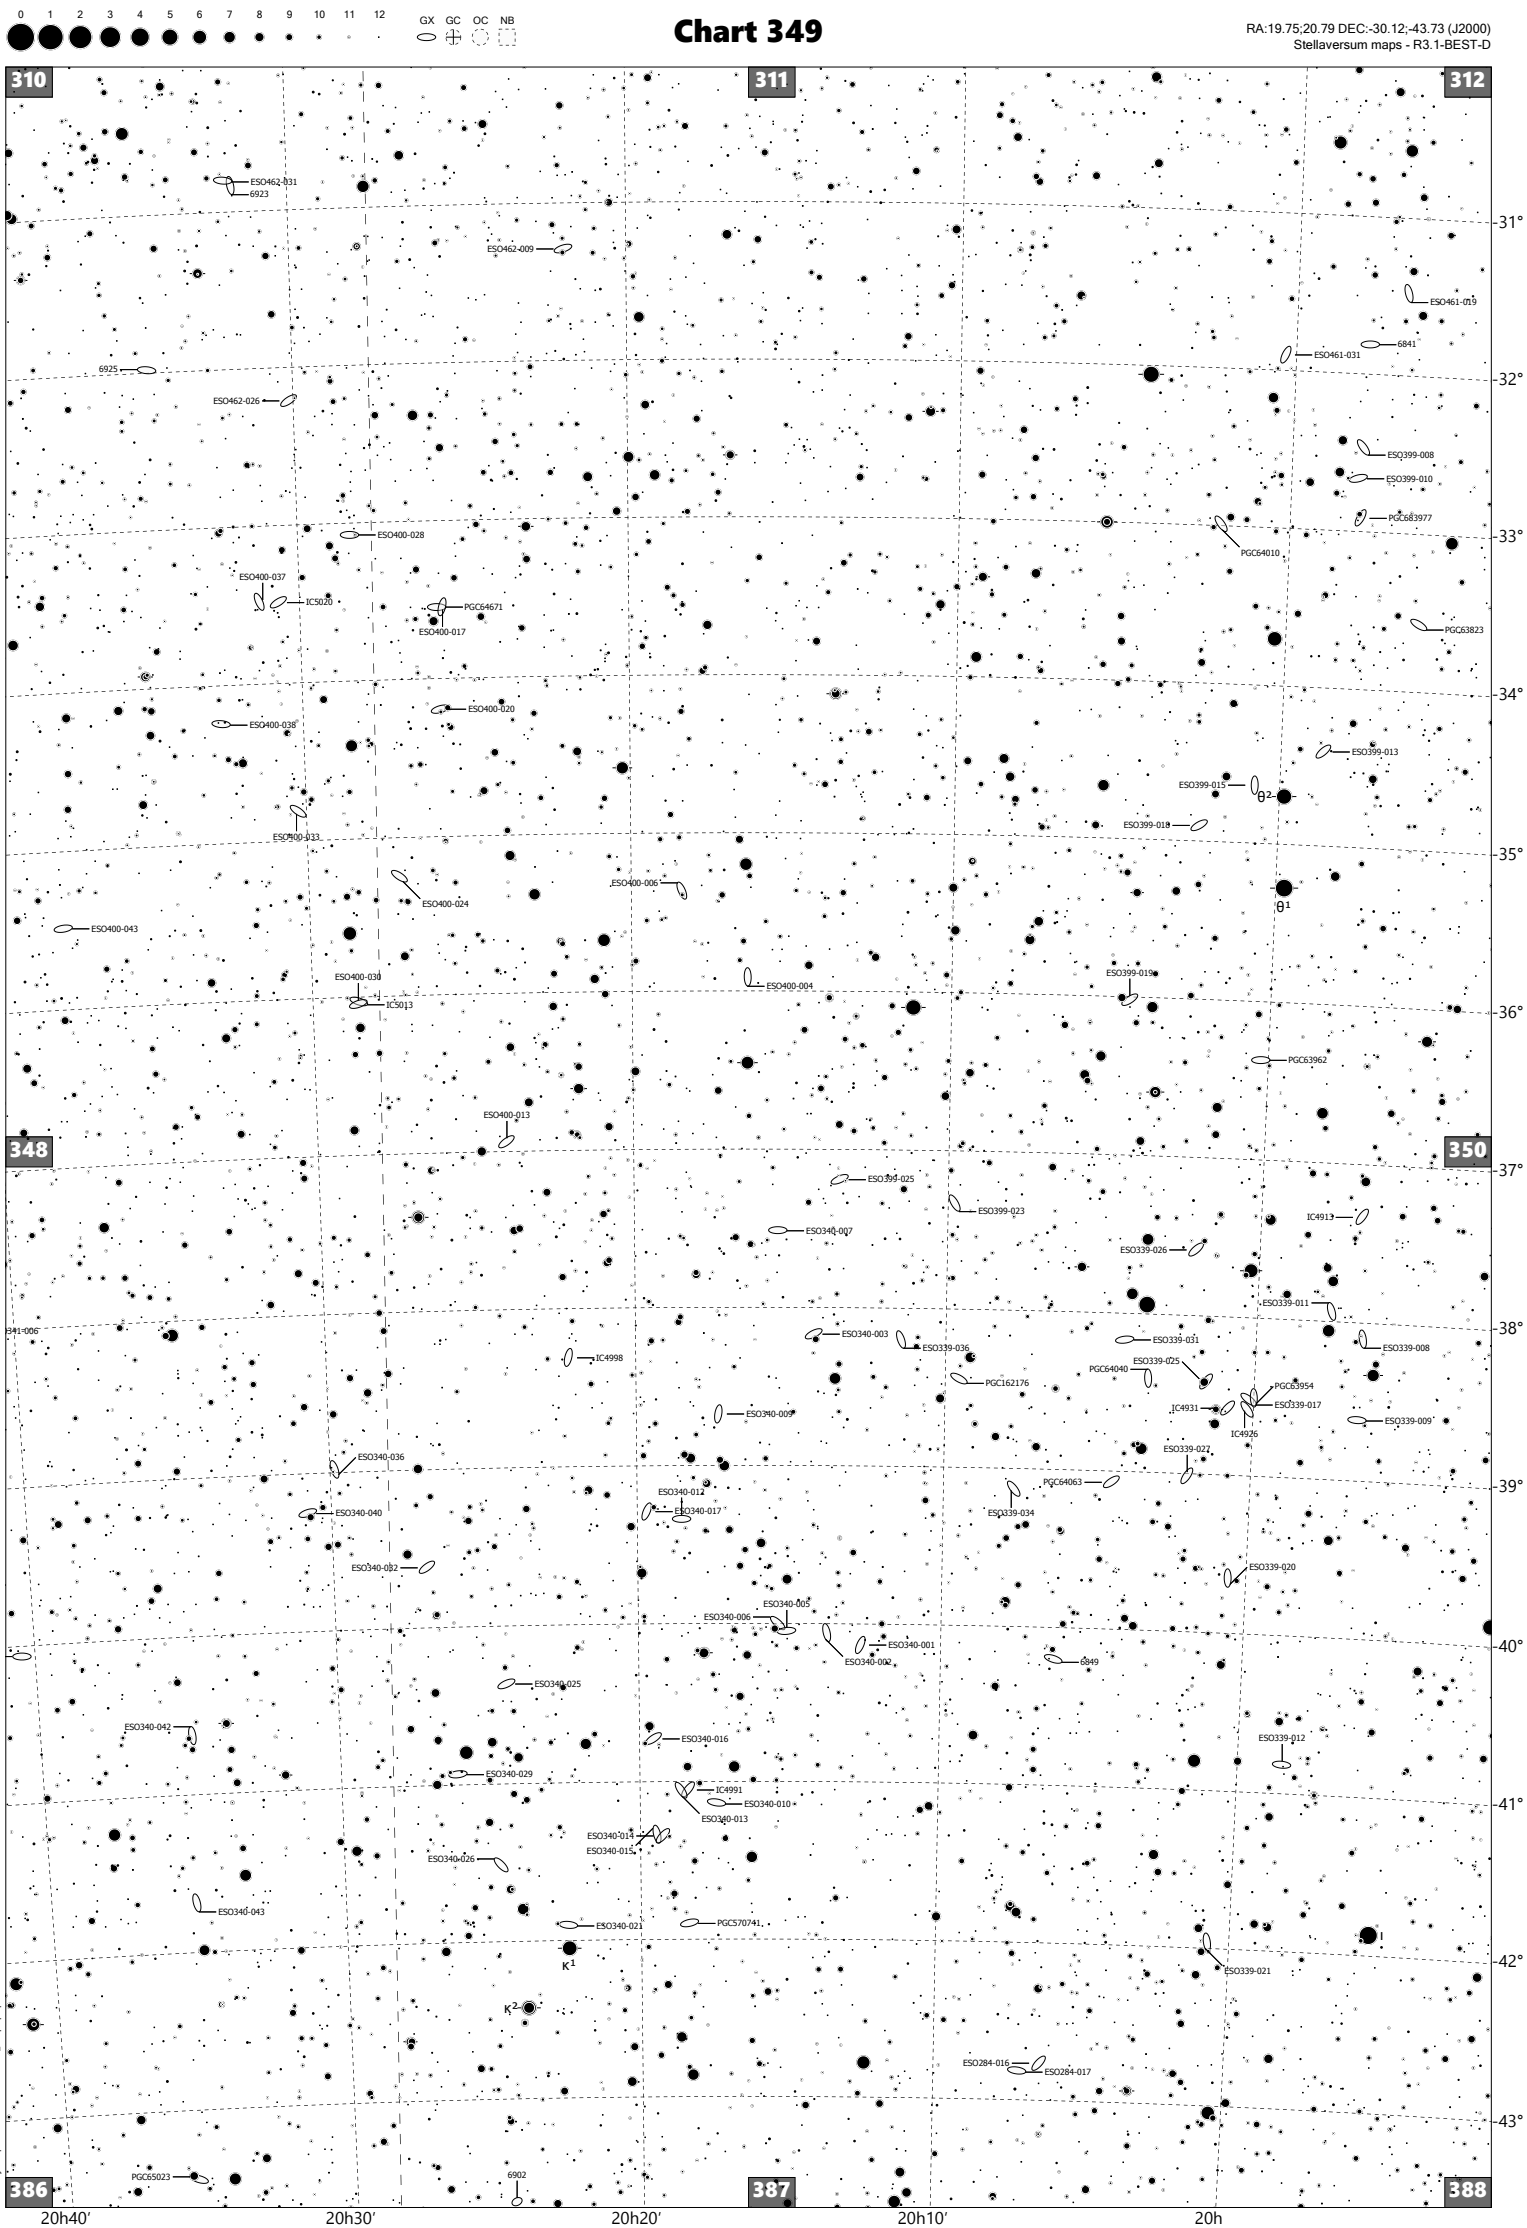 0 1 2 3 4 5 6 7 8 9 10 11 12 GX GC OC NB
Chart 349
RA:19.75;20.79 DEC:-30.12;-43.73 (J2000)
Stellaversum maps - R3.1-BEST-D
310 311 312
ESO462-031
6923
-31°
ESO462-009
ESO461-019
6841
ESO461-031
6925
-32°
ESO462-026
ESO399-008
ESO399-010
PGC683977
-33°
ESO400-028
PGC64010
ESO400-037
IC5020
PGC64671
ESO400-017
PGC63823
-34°
ESO400-020
ESO400-038
ESO399-013
ESO399-015
θ²
ESO399-018
ESO400-033
-35°
ESO400-006
ESO400-024
θ¹
ESO400-043
ESO399-019
ESO400-030
ESO400-004
IC5013
-36°
PGC63962
ESO400-013
348 350
-37°
ESO399-025
ESO399-023
IC4913
ESO340-007
ESO339-026
ESO339-011
-38°
341-006
ESO340-003
ESO339-031
ESO339-036
ESO339-008
IC4998
ESO339-025
PGC64040
PGC162176
PGC63954
ESO339-017
IC4931
ESO340-009
ESO339-009
IC4926
ESO339-027
ESO340-036
PGC64063
-39°
ESO340-012
ESO340-017
ESO340-040
ESO339-034
ESO340-032
ESO339-020
ESO340-005
ESO340-006
ESO340-001
-40°
ESO340-002
6849
ESO340-025
ESO340-042
ESO340-016
ESO339-012
ESO340-029
IC4991
ESO340-010
-41°
ESO340-013
ESO340-014
ESO340-015
ESO340-026
ESO340-043
PGC570741
ESO340-021
I
-42°
κ¹
ESO339-021
κ²
ESO284-016
ESO284-017
-43°
PGC65023
6902
386 387 388
20h40' 20h30' 20h20' 20h10' 20h